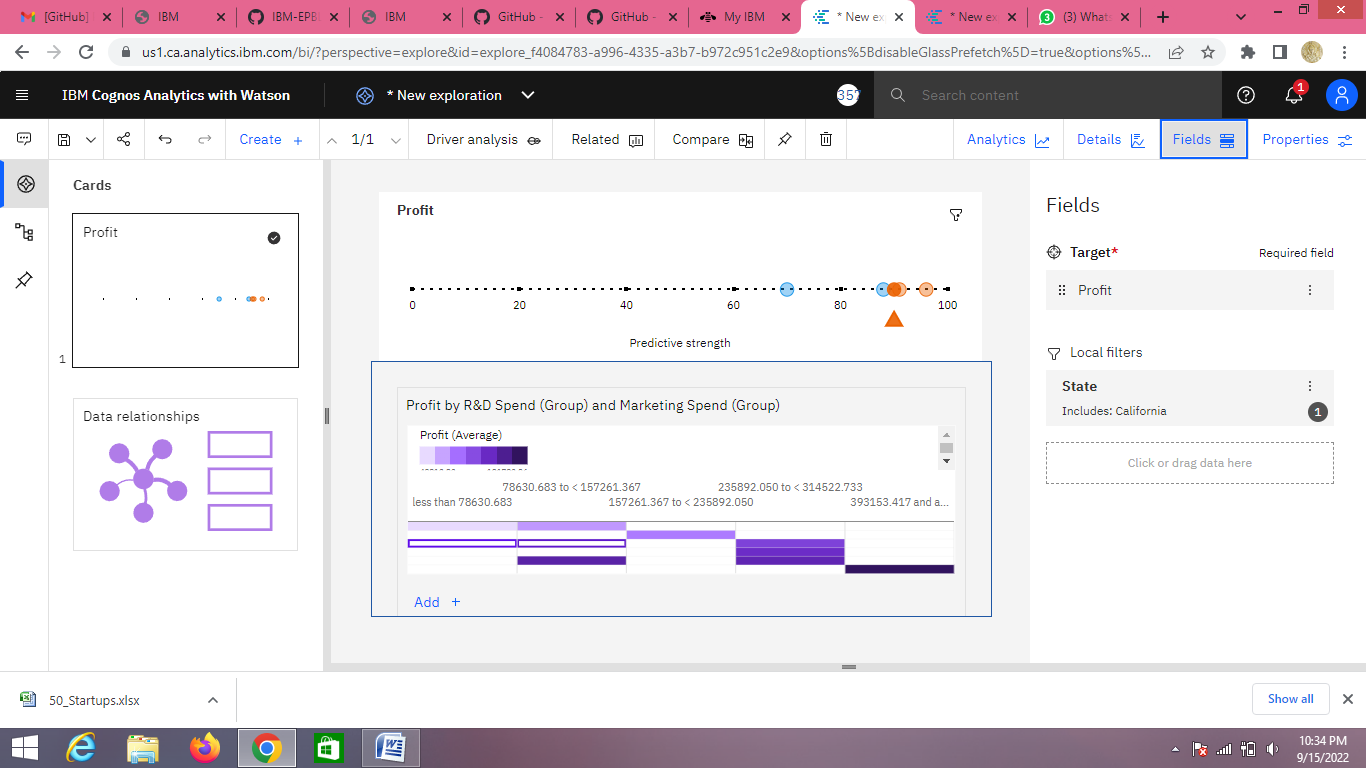 [GitHub]
IBM
IBM-EPB
IBM
GitHub -
GitHub -
My IBM
* New ex
* New ex
(3) Whats
us1.ca.analytics.ibm.com/bi/?perspective=explore&id=explore_f4084783-a996-4335-a3b7-b972c951c2e9&options%5BdisableGlassPrefetch%5D=true&options%5...
IBM Cognos Analytics with Watson
* New exploration
357
Search content
1
Create +
1/1
Driver analysis
Related
Compare
Analytics
Details
Fields
Properties
Cards
Profit
1
Data relationships
Profit
0 20 40 60 80 100
Predictive strength
Profit by R&D Spend (Group) and Marketing Spend (Group)
Profit (Average)
78630.683 to < 157261.367 235892.050 to < 314522.733
less than 78630.683 157261.367 to < 235892.050 393153.417 and a...
Add +
Fields
Target* Required field
Profit
Local filters
State
Includes: California 1
Click or drag data here
50_Startups.xlsx
Show all
10:34 PM
9/15/2022